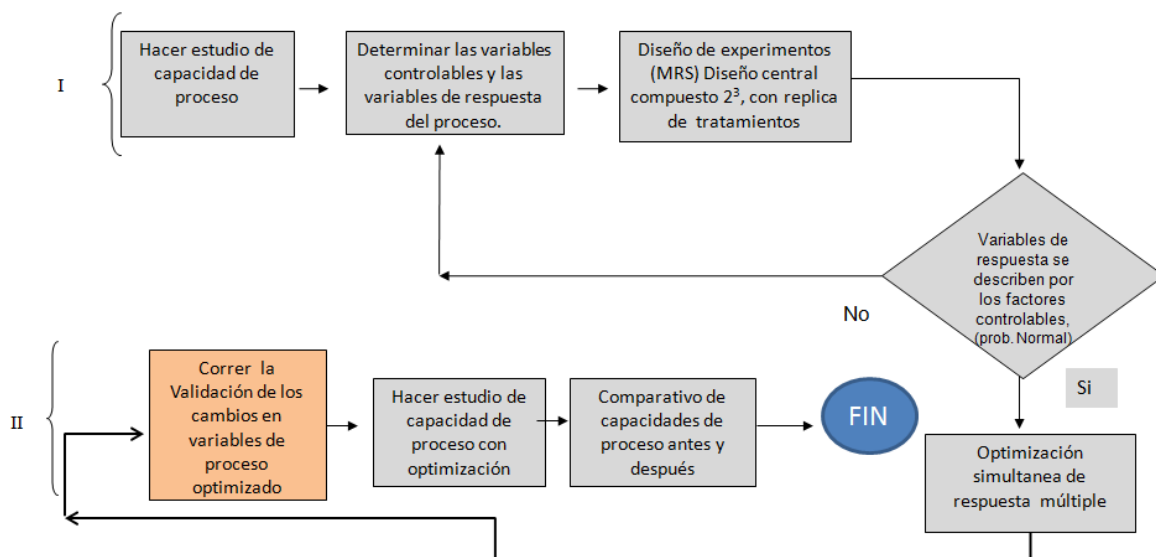 I
Hacer estudio de
capacidad de
proceso
Determinar las variables
controlables y las
variables de respuesta
del proceso.
Diseño de experimentos
(MRS) Diseño central
compuesto 2³, con replica
de tratamientos
Variables de
respuesta se
describen por
los factores
controlables,
(prob. Normal)
No
Si
II
Correr la
Validación de los
cambios en
variables de
proceso
optimizado
Hacer estudio de
capacidad de
proceso con
optimización
Comparativo de
capacidades de
proceso antes y
después
FIN
Optimización
simultanea de
respuesta múltiple